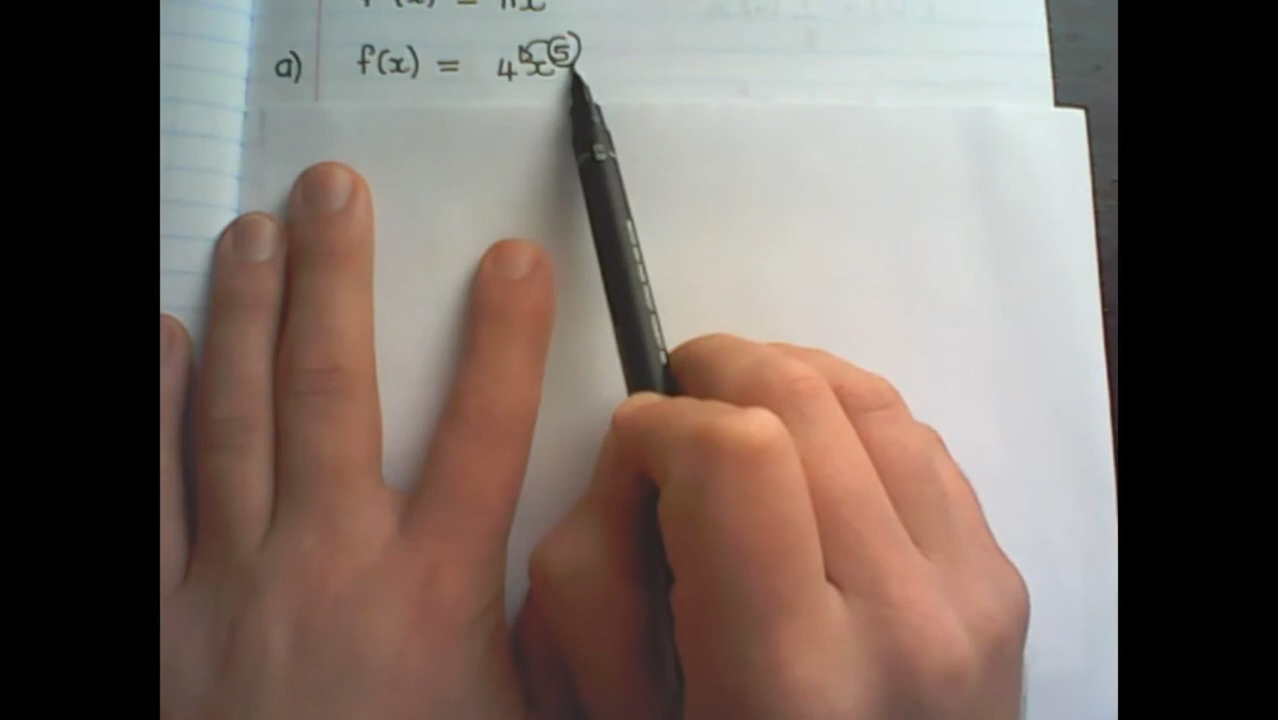 a) f(x) = 4x⁵